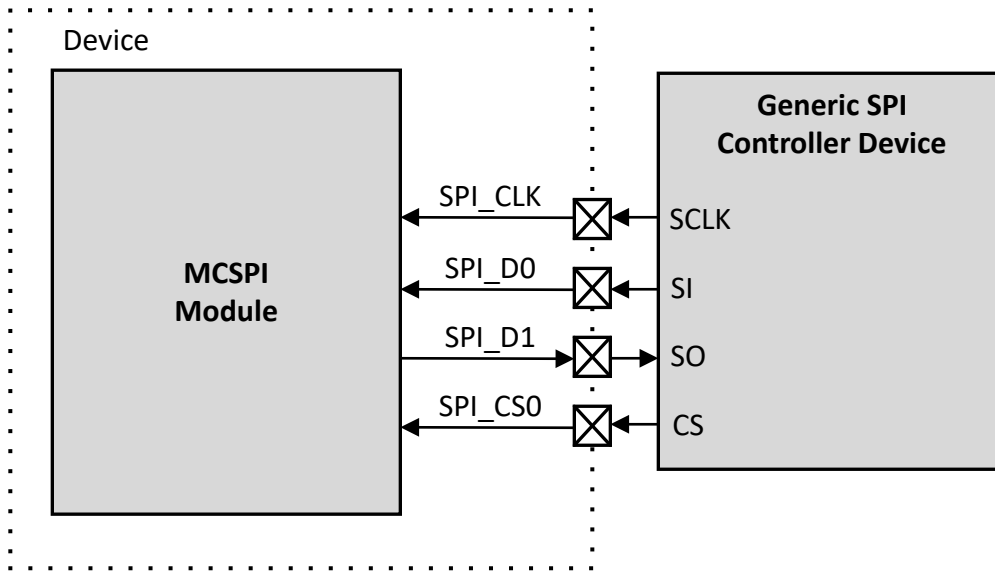 Device
MCSPI
Module
SPI_CLK
SPI_D0
SPI_D1
SPI_CS0
Generic SPI
Controller Device
SCLK
SI
SO
CS